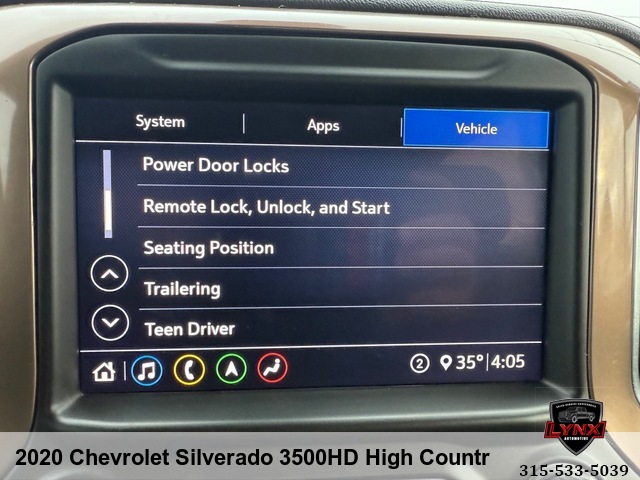 System
Apps
Vehicle
Power Door Locks
Remote Lock, Unlock, and Start
Seating Position
Trailering
Teen Driver
2 35° 4:05
LYNX
AUTOMOTIVE
2020 Chevrolet Silverado 3500HD High Countr
315-533-5039